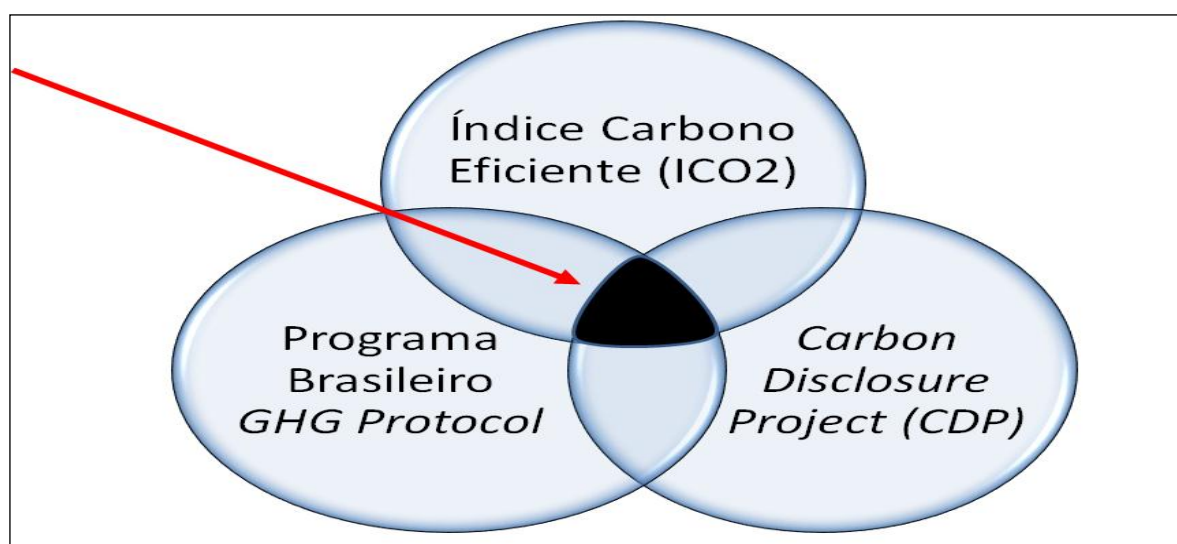 Índice Carbono
Eficiente (ICO2)
Programa
Brasileiro
GHG Protocol
Carbon
Disclosure
Project (CDP)